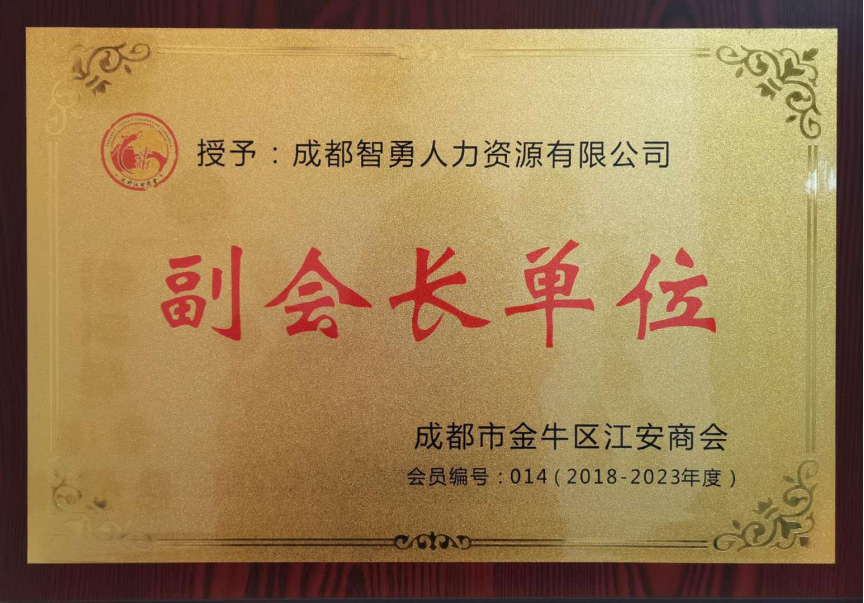 授予：成都智勇人力资源有限公司
副会长单位
成都市金牛区江安商会
会员编号：014（2018-2023年度）